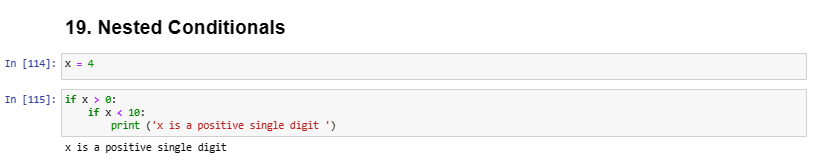 19. Nested Conditionals
In [114]: x = 4
In [115]: if x > 0:
    if x < 10:
        print ('x is a positive single digit ')
x is a positive single digit